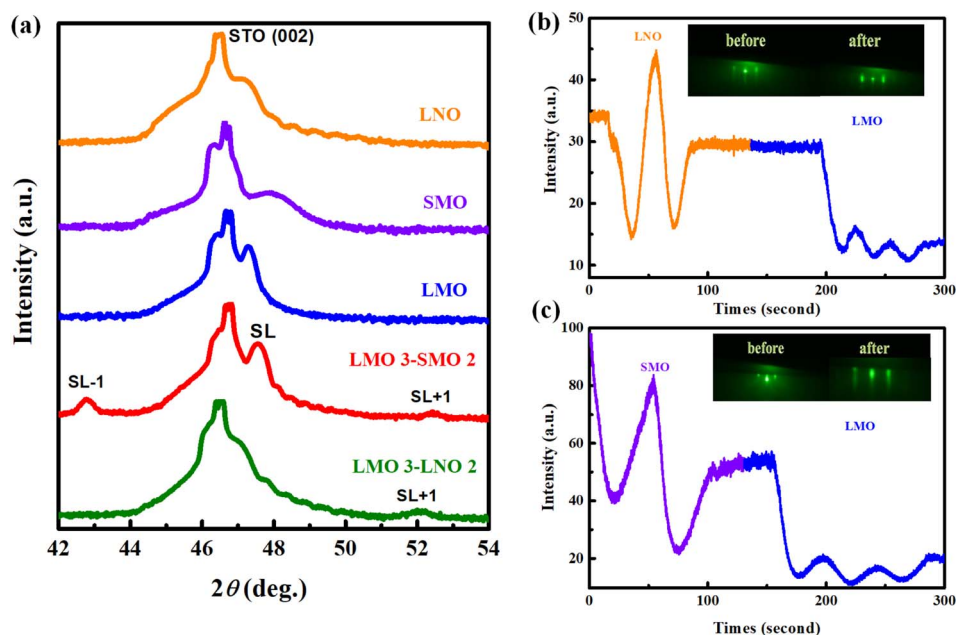 (a)
STO (002)
LNO
SMO
LMO
LMO 3-SMO 2
SL-1
SL
SL+1
LMO 3-LNO 2
SL+1
Intensity (a.u.)
42 44 46 48 50 52 54
2θ (deg.)
(b)
LNO
before after
LMO
Intensity (a.u.)
50
40
30
20
10
0 100 200 300
Times (second)
(c)
SMO
before after
LMO
Intensity (a.u.)
100
80
60
40
20
0 100 200 300
Times (second)